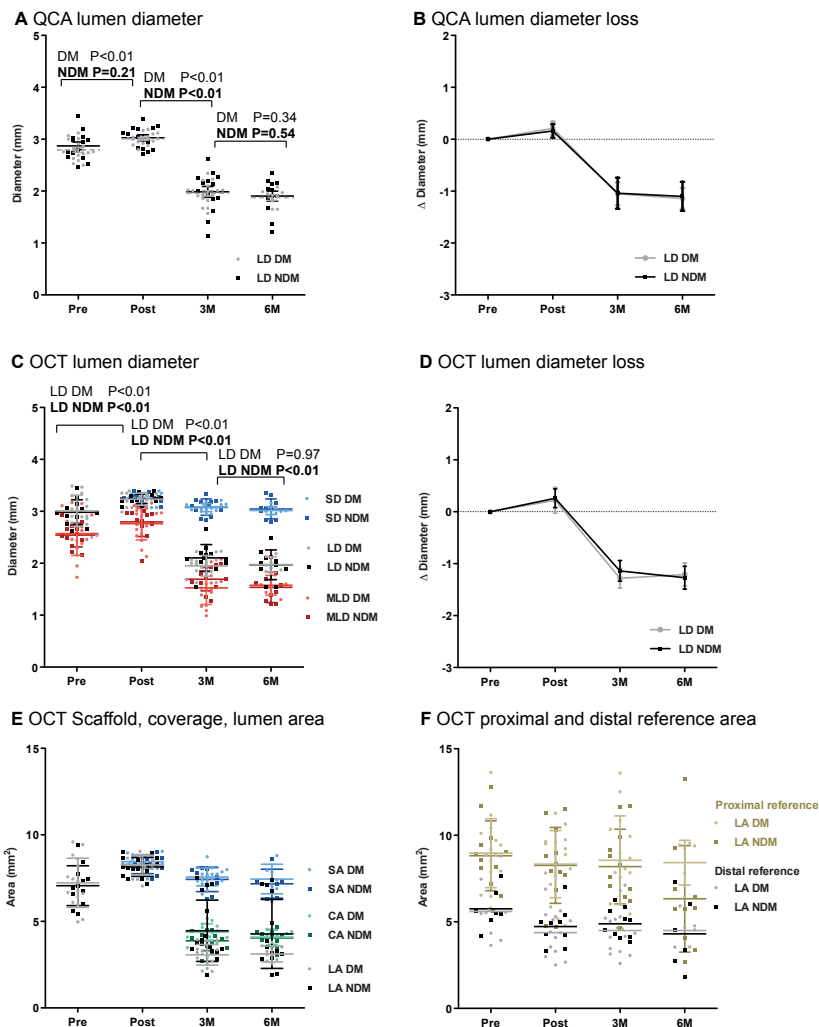 A QCA lumen diameter
DM P<0.01
NDM P=0.21
DM P<0.01
NDM P<0.01
DM P=0.34
NDM P=0.54
Diameter (mm)
5
4
3
2
1
0
Pre Post 3M 6M
LD DM
LD NDM
B QCA lumen diameter loss
Δ Diameter (mm)
2
1
0
-1
-2
-3
Pre Post 3M 6M
LD DM
LD NDM
C OCT lumen diameter
LD DM P<0.01
LD NDM P<0.01
LD DM P<0.01
LD NDM P<0.01
LD DM P=0.97
LD NDM P<0.01
Diameter (mm)
5
4
3
2
1
0
Pre Post 3M 6M
SD DM
SD NDM
LD DM
LD NDM
MLD DM
MLD NDM
D OCT lumen diameter loss
Δ Diameter (mm)
2
1
0
-1
-2
-3
Pre Post 3M 6M
LD DM
LD NDM
E OCT Scaffold, coverage, lumen area
Area (mm²)
15
10
5
0
Pre Post 3M 6M
SA DM
SA NDM
CA DM
CA NDM
LA DM
LA NDM
F OCT proximal and distal reference area
Area (mm²)
15
10
5
0
Pre Post 3M 6M
Proximal reference
LA DM
LA NDM
Distal reference
LA DM
LA NDM